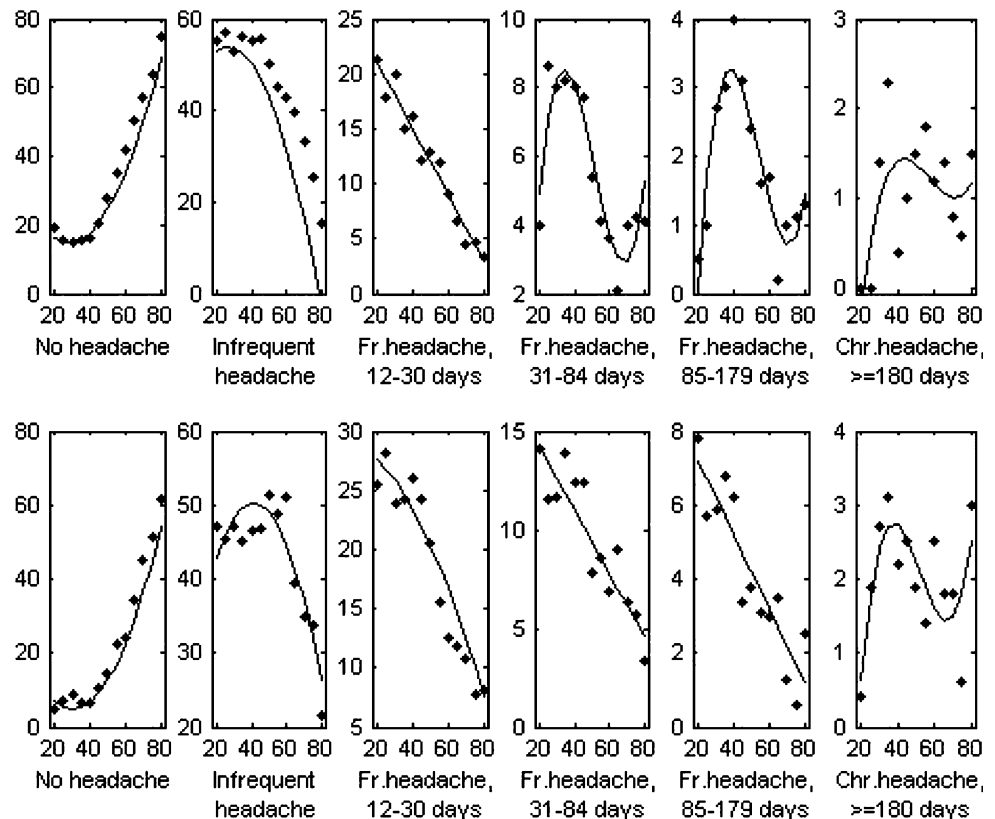 80
60
40
20
0
20 40 60 80
No headache
60
40
60
0
20 40 60 80
Infrequent
headache
25
20
15
10
5
0
20 40 60 80
Fr.headache,
12-30 days
10
8
6
4
2
20 40 60 80
Fr.headache,
31-84 days
4
3
2
1
0
20 40 60 80
Fr.headache,
85-179 days
3
2
1
0
20 40 60 80
Chr.headache,
>=180 days
80
60
40
20
0
20 40 60 80
No headache
60
50
40
30
20
20 40 60 80
Infrequent
headache
30
25
20
15
10
5
20 40 60 80
Fr.headache,
12-30 days
15
10
5
0
20 40 60 80
Fr.headache,
31-84 days
8
6
4
2
0
20 40 60 80
Fr.headache,
85-179 days
4
3
2
1
0
20 40 60 80
Chr.headache,
>=180 days